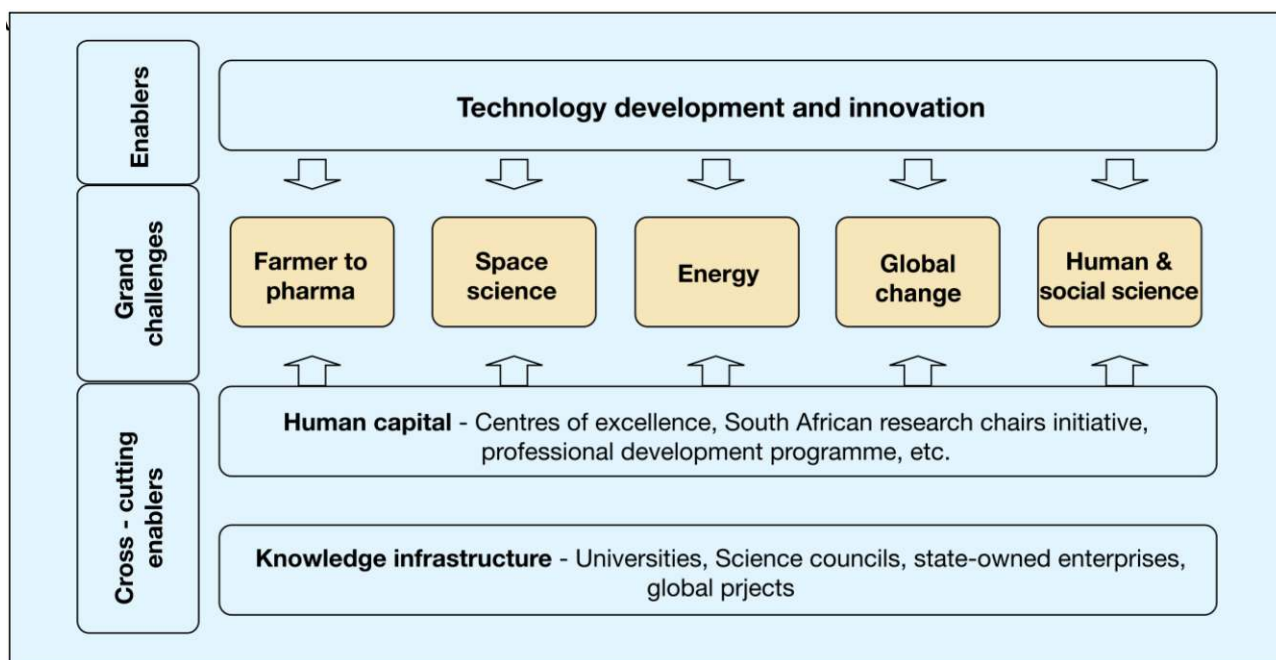 Enablers
Technology development and innovation
Grand
challenges
Farmer to
pharma
Space
science
Energy
Global
change
Human &
social science
Cross - cutting
enablers
Human capital - Centres of excellence, South African research chairs initiative,
professional development programme, etc.
Knowledge infrastructure - Universities, Science councils, state-owned enterprises,
global prjects